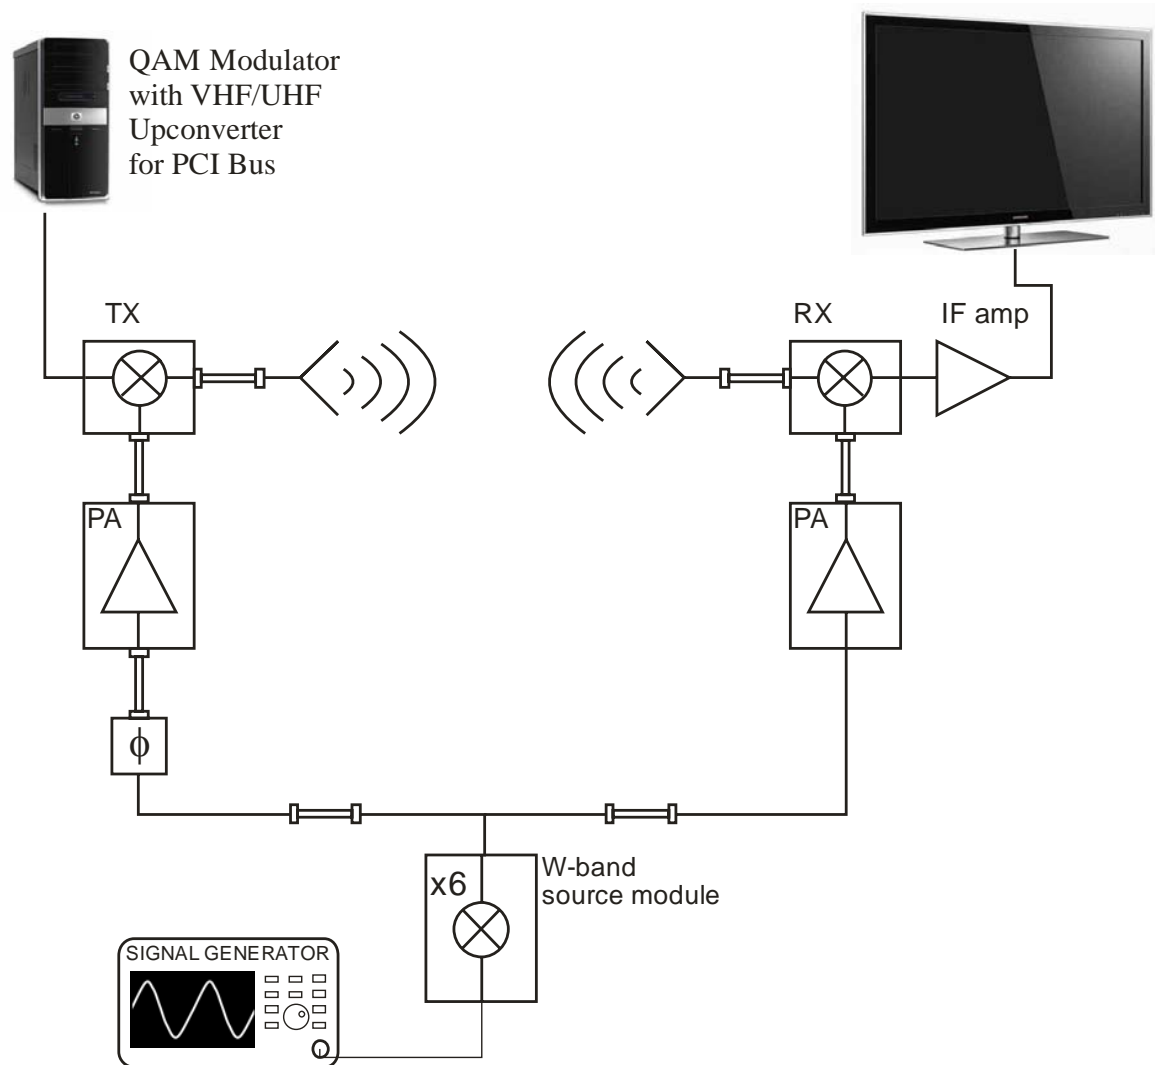 QAM Modulator
with VHF/UHF
Upconverter
for PCI Bus
TX
RX
IF amp
PA
PA
ϕ
x6
W-band
source module
SIGNAL GENERATOR